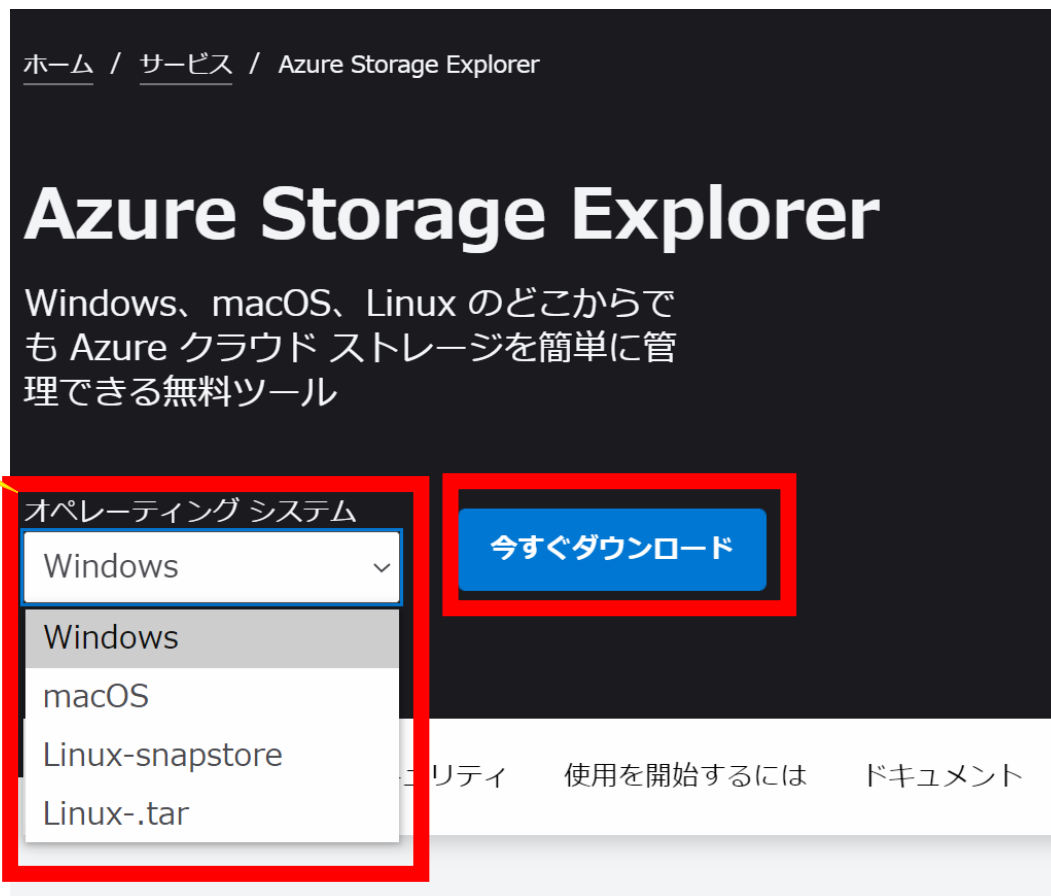 ホーム / サービス / Azure Storage Explorer
Azure Storage Explorer
Windows、macOS、Linux のどこからで
も Azure クラウド ストレージを簡単に管
理できる無料ツール
オペレーティング システム
Windows
今すぐダウンロード
Windows
macOS
Linux-snapstore
Linux-.tar
リティ 使用を開始するには ドキュメント